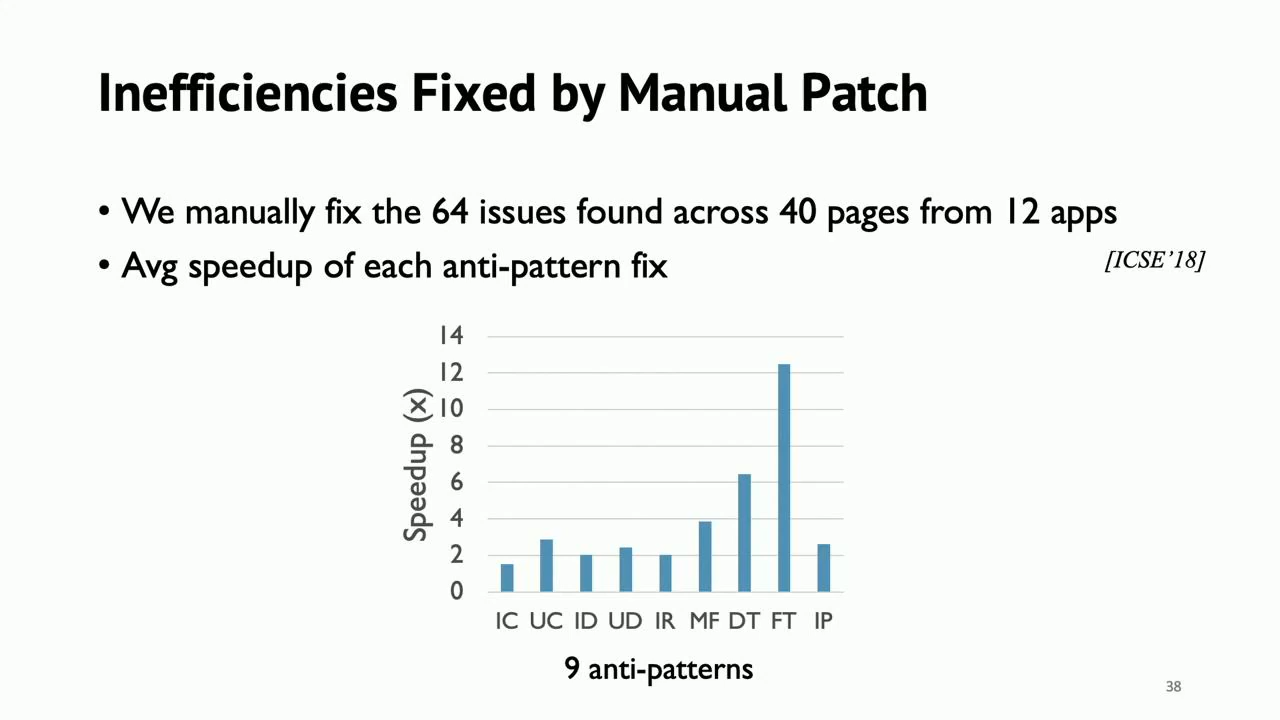 Inefficiencies Fixed by Manual Patch
• We manually fix the 64 issues found across 40 pages from 12 apps
• Avg speedup of each anti-pattern fix
[ICSE’18]
Speedup (x)
14
12
10
8
6
4
2
0
IC UC ID UD IR MF DT FT IP
9 anti-patterns
38